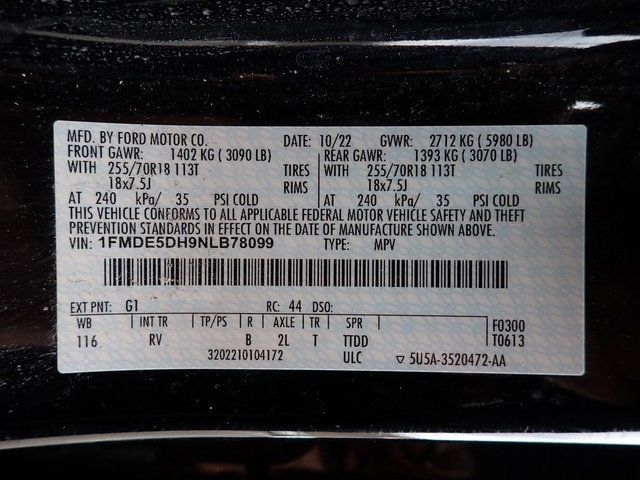 MFD. BY FORD MOTOR CO. DATE: 10/22 GVWR: 2712 KG ( 5980 LB)
FRONT GAWR: 1402 KG ( 3090 LB) REAR GAWR: 1393 KG ( 3070 LB)
WITH 255/70R18 113T TIRES WITH 255/70R18 113T TIRES
18x7.5J RIMS 18x7.5J RIMS
AT 240 kPa/ 35 PSI COLD AT 240 kPa/ 35 PSI COLD
THIS VEHICLE CONFORMS TO ALL APPLICABLE FEDERAL MOTOR VEHICLE SAFETY AND THEFT
PREVENTION STANDARDS IN EFFECT ON THE DATE OF MANUFACTURE SHOWN ABOVE.
VIN: 1FMDE5DH9NLB78099 TYPE: MPV
EXT PNT: G1 RC: 44 DSO:
WB INT TR TP/PS R AXLE TR SPR F0300
116 RV B 2L T TTDD T0613
3202210104172 ULC ▽ 5U5A-3520472-AA